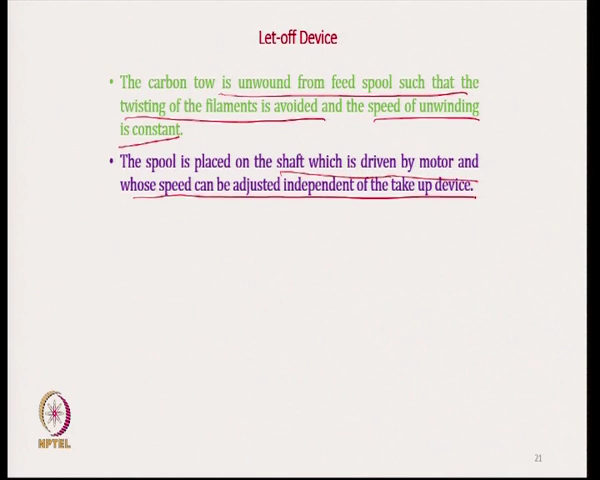 Let-off Device
• The carbon tow is unwound from feed spool such that the
twisting of the filaments is avoided and the speed of unwinding
is constant.
• The spool is placed on the shaft which is driven by motor and
whose speed can be adjusted independent of the take up device.
NPTEL
21